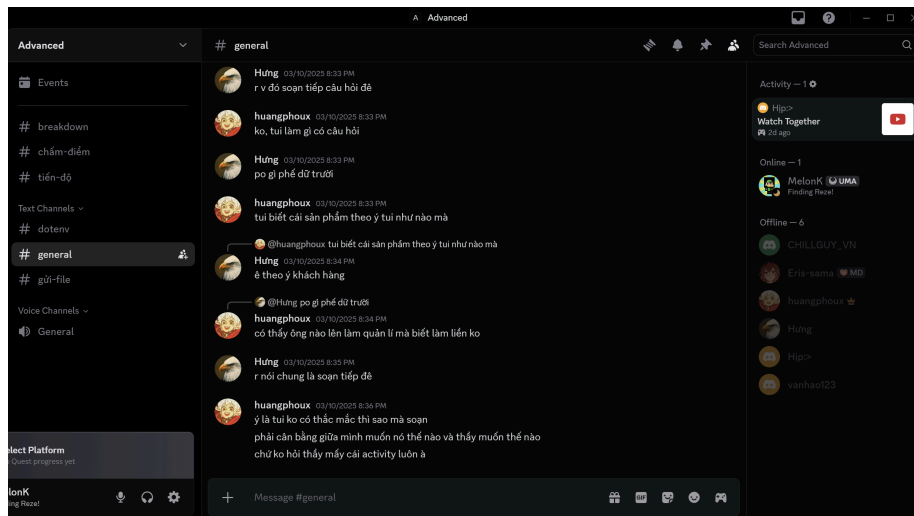 A Advanced
Advanced
# general
Search Advanced
Events
# breakdown
# chấm-điểm
# tiến-độ
Text Channels
# dotenv
# general
# gửi-file
Voice Channels
General
elect Platform
Quest progress yet
lonK
ing Reze!
Hưng 03/10/2025 8:33 PM
r v đó soạn tiếp câu hỏi đê
huangphoux 03/10/2025 8:33 PM
ko, tui làm gì có câu hỏi
Hưng 03/10/2025 8:33 PM
po gì phế dữ trười
huangphoux 03/10/2025 8:33 PM
tui biết cái sản phẩm theo ý tui như nào mà
@huangphoux tui biết cái sản phẩm theo ý tui như nào mà
Hưng 03/10/2025 8:34 PM
ê theo ý khách hàng
@Hưng po gì phế dữ trười
huangphoux 03/10/2025 8:34 PM
có thấy ông nào lên làm quản lí mà biết làm liền ko
Hưng 03/10/2025 8:35 PM
r nói chung là soạn tiếp đê
huangphoux 03/10/2025 8:36 PM
ý là tui ko có thắc mắc thì sao mà soạn
phải cân bằng giữa mình muốn nó thế nào và thầy muốn thế nào
chứ ko hỏi thầy mấy cái activity luôn à
Message #general
GIF
Activity — 1
Hip:>
Watch Together
2d ago
Online — 1
MelonK UMA
Finding Reze!
Offline — 6
CHILLGUY_VN
Eris-sama MD
huangphoux
Hưng
Hip:>
vanhao123